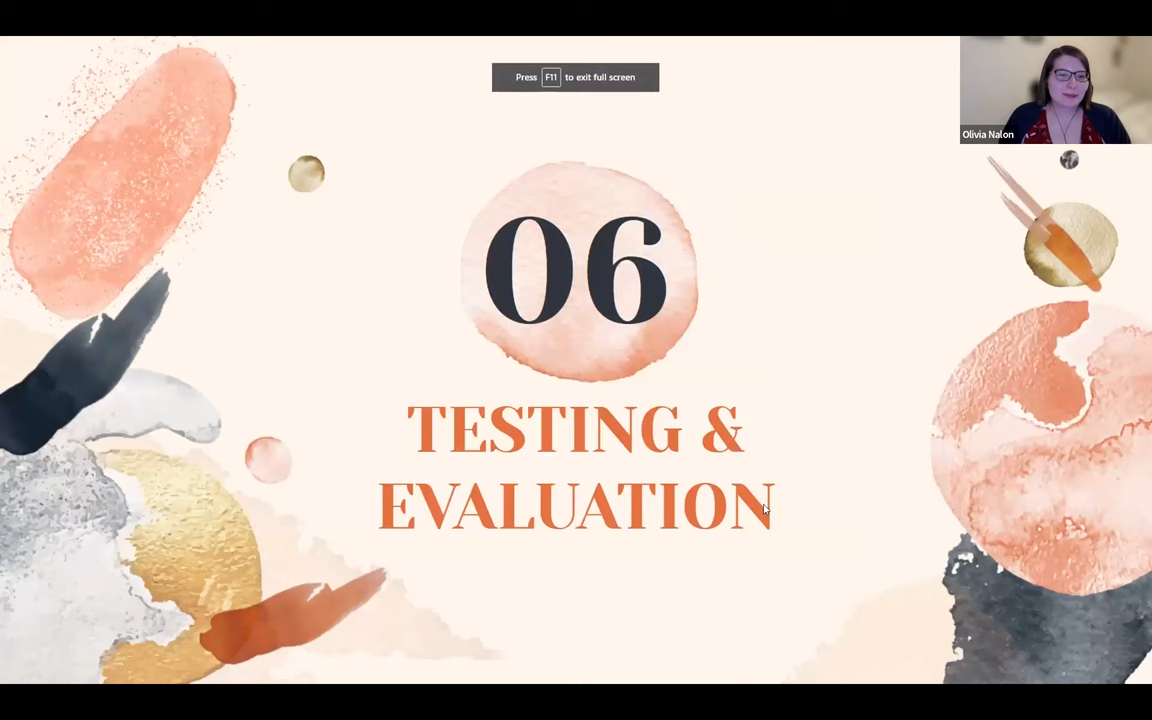 Press F11 to exit full screen
Olivia Nalon
06
TESTING &
EVALUATION